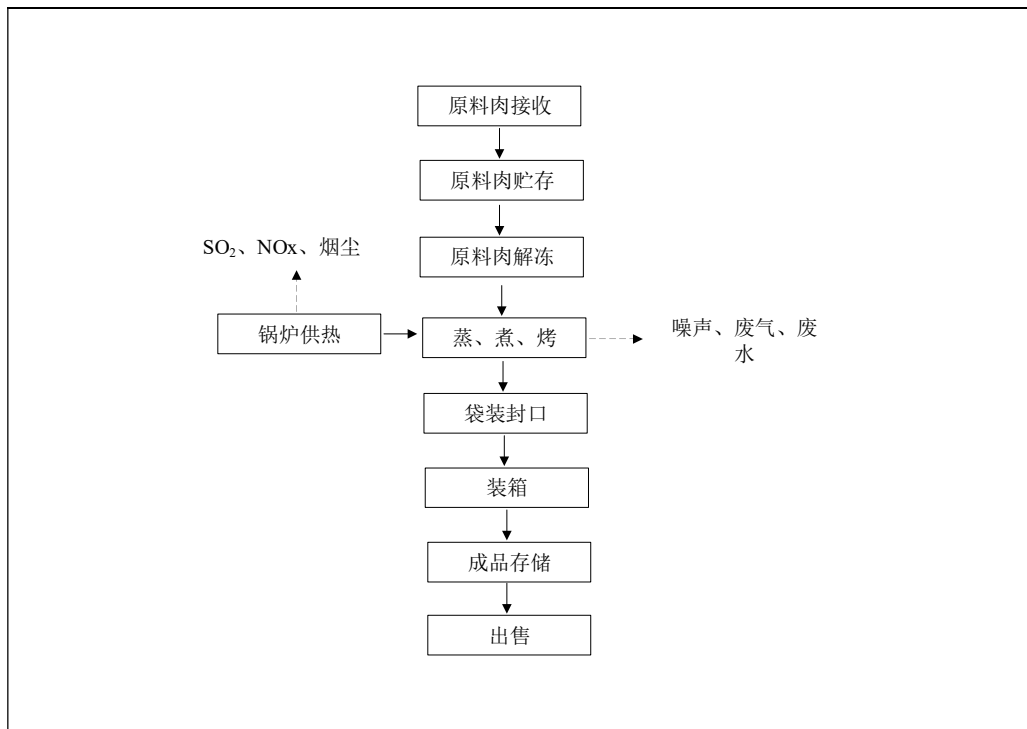 原料肉接收
原料肉贮存
原料肉解冻
SO₂、NOx、烟尘
锅炉供热
蒸、煮、烤
噪声、废气、废
水
袋装封口
装箱
成品存储
出售